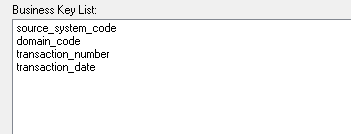 Business Key List:
source_system_code
domain_code
transaction_number
transaction_date